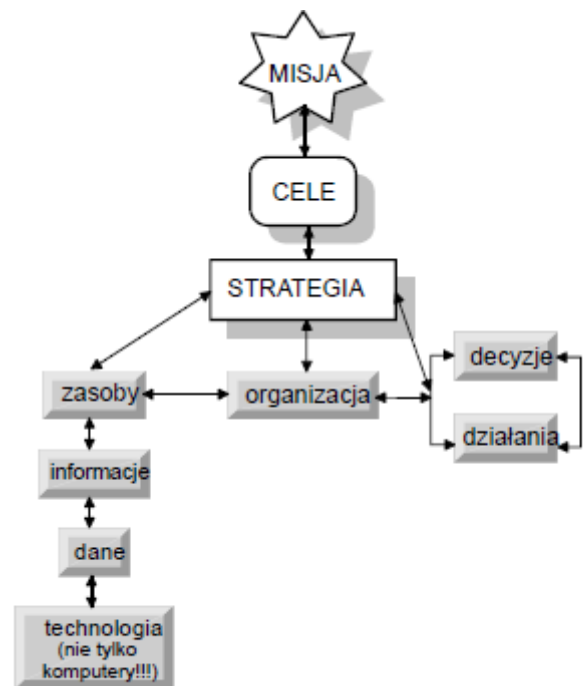 MISJA
CELE
STRATEGIA
decyzje
zasoby
organizacja
działania
informacje
dane
technologia
(nie tylko
komputery!!!)